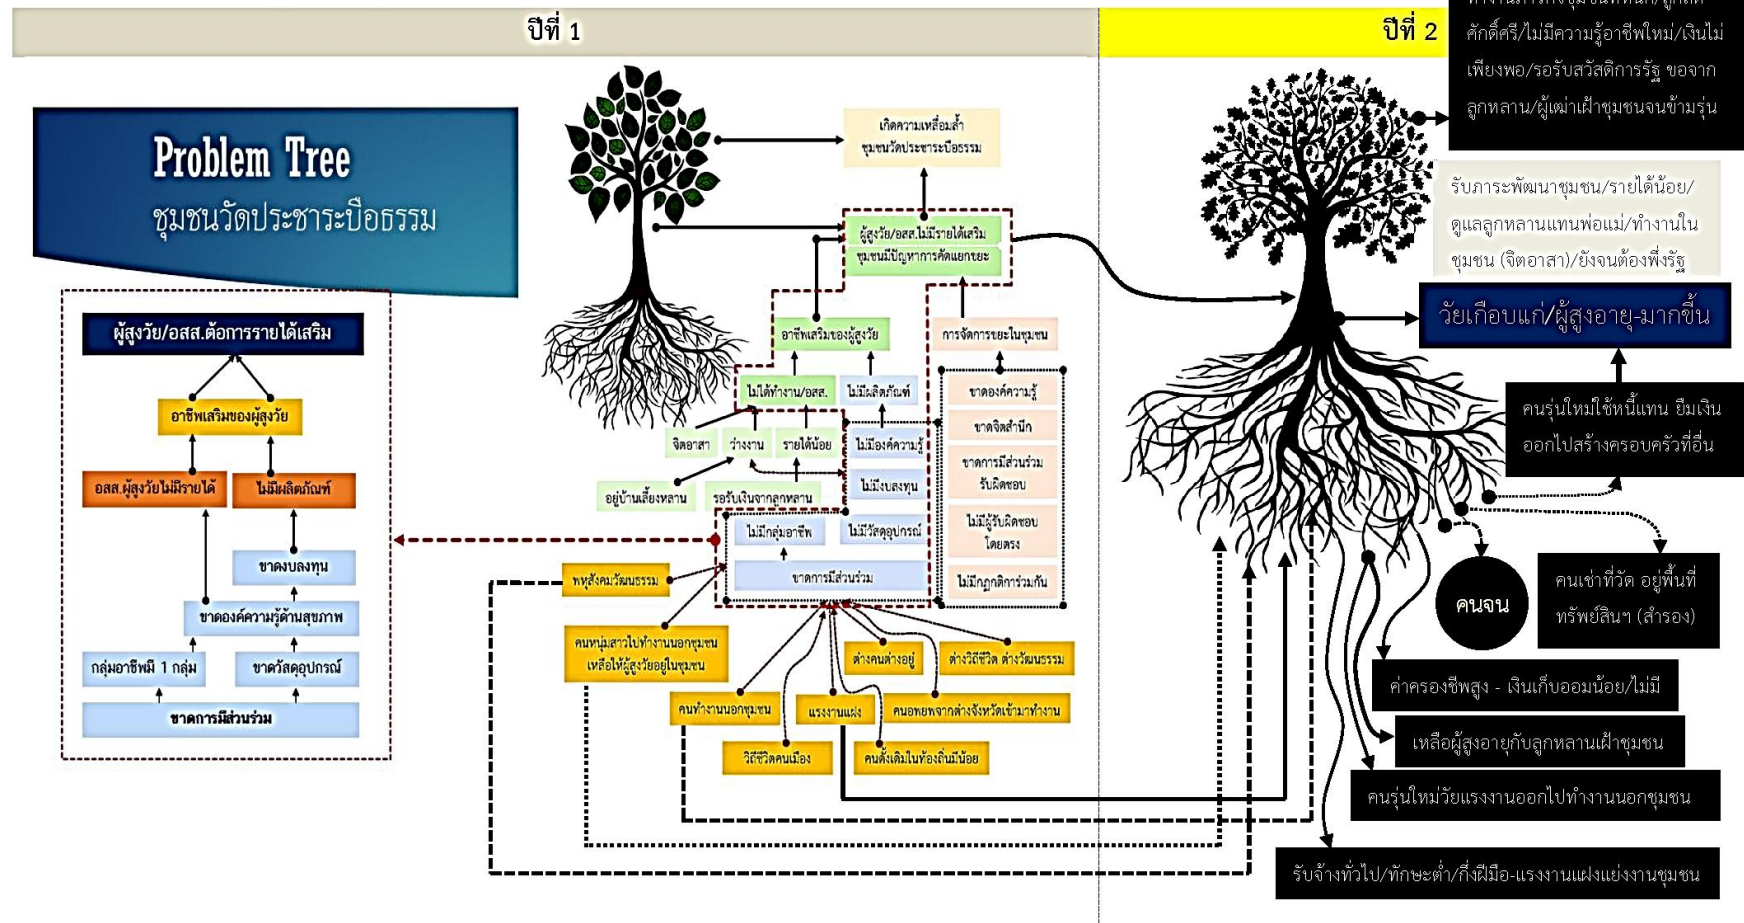 ปีที่ 1
ปีที่ 2
ศักดิ์ศรี/ไม่มีความรู้อาชีพใหม่/เงินไม่
เพียงพอ/รอรับสวัสดิการรัฐ ขอจาก
ลูกหลาน/ผู้เฒ่าเฝ้าชุมชนจนข้ามรุ่น
Problem Tree
ชุมชนวัดประชาระบือธรรม
เกิดความเหลื่อมล้ำ
ชุมชนวัดประชาระบือธรรม
รับภาระพัฒนาชุมชน/รายได้น้อย/
ดูแลลูกหลานแทนพ่อแม่/ทำงานใน
ชุมชน (จิตอาสา)/ยังจนต้องพึ่งรัฐ
ผู้สูงวัย/อสส.ไม่มีรายได้เสริม
ชุมชนมีปัญหาการคัดแยกขยะ
วัยเกือบแก่/ผู้สูงอายุ-มากขึ้น
ผู้สูงวัย/อสส.ต้อการรายได้เสริม
อาชีพเสริมของผู้สูงวัย
อสส.ผู้สูงวัยไม่มีรายได้
ไม่มีผลิตภัณฑ์
ขาดงบลงทุน
ขาดองค์ความรู้ด้านสุขภาพ
กลุ่มอาชีพมี 1 กลุ่ม
ขาดวัสดุอุปกรณ์
ขาดการมีส่วนร่วม
อาชีพเสริมของผู้สูงวัย
การจัดการขยะในชุมชน
ไม่ได้ทำงาน/อสส.
ไม่มีผลิตภัณฑ์
ขาดองค์ความรู้
จิตอาสา
ว่างงาน
รายได้น้อย
ไม่มีองค์ความรู้
ขาดจิตสำนึก
อยู่บ้านเลี้ยงหลาน
รอรับเงินจากลูกหลาน
ไม่มีงบลงทุน
ขาดการมีส่วนร่วม
รับผิดชอบ
ไม่มีกลุ่มอาชีพ
ไม่มีวัสดุอุปกรณ์
ไม่มีผู้รับผิดชอบ
โดยตรง
พหุสังคมวัฒนธรรม
ขาดการมีส่วนร่วม
ไม่มีกฎกติการ่วมกัน
คนหนุ่มสาวไปทำงานนอกชุมชน
เหลือให้ผู้สูงวัยอยู่ในชุมชน
ต่างคนต่างอยู่
ต่างวิถีชีวิต ต่างวัฒนธรรม
คนทำงานนอกชุมชน
แรงงานแฝง
คนอพยพจากต่างจังหวัดเข้ามาทำงาน
วิถีชีวิตคนเมือง
คนดั้งเดิมในท้องถิ่นมีน้อย
คนรุ่นใหม่ใช้หนี้แทน ยืมเงิน
ออกไปสร้างครอบครัวที่อื่น
คนจน
คนเช่าที่วัด อยู่พื้นที่
ทรัพย์สินฯ (สำรอง)
ค่าครองชีพสูง - เงินเก็บออมน้อย/ไม่มี
เหลือผู้สูงอายุกับลูกหลานเฝ้าชุมชน
คนรุ่นใหม่วัยแรงงานออกไปทำงานนอกชุมชน
รับจ้างทั่วไป/ทักษะต่ำ/กึ่งฝีมือ-แรงงานแฝงแย่งงานชุมชน